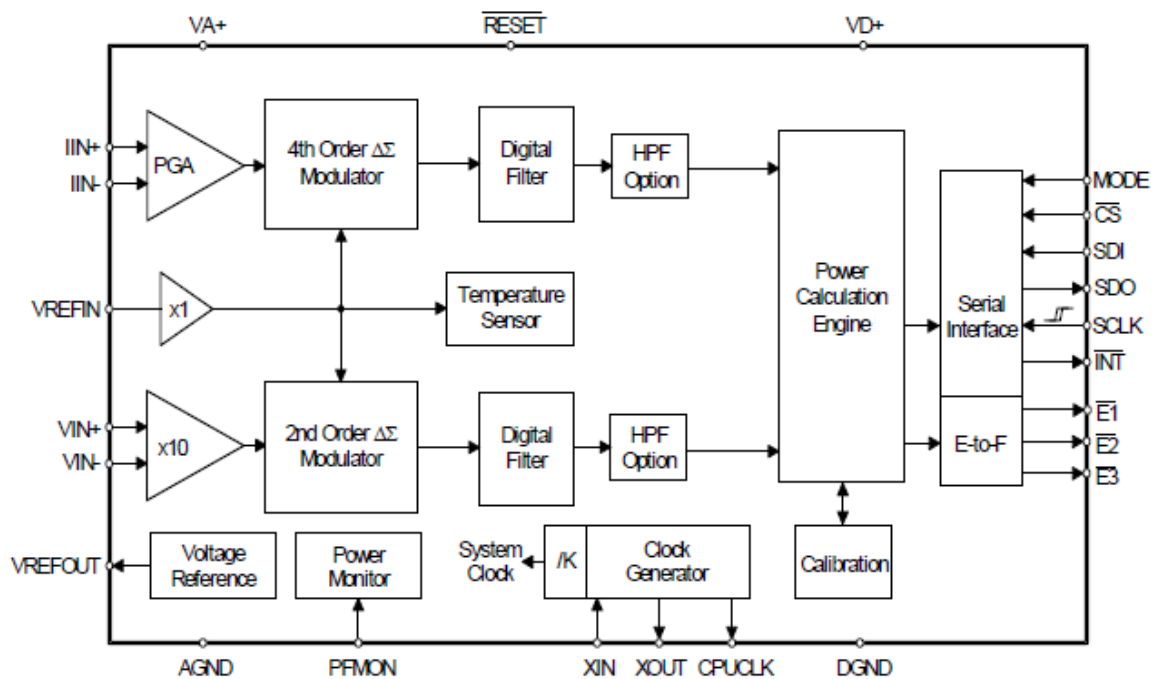 VA+
RESET
VD+
IIN+
IIN-
PGA
4th Order ΔΣ
Modulator
Digital
Filter
HPF
Option
VREFIN
x1
Temperature
Sensor
Power
Calculation
Engine
Serial
Interface
MODE
CS
SDI
SDO
SCLK
INT
VIN+
VIN-
x10
2nd Order ΔΣ
Modulator
Digital
Filter
HPF
Option
E-to-F
E1
E2
E3
VREFOUT
Voltage
Reference
Power
Monitor
System
Clock
/K
Clock
Generator
Calibration
AGND
PFMON
XIN
XOUT
CPUCLK
DGND